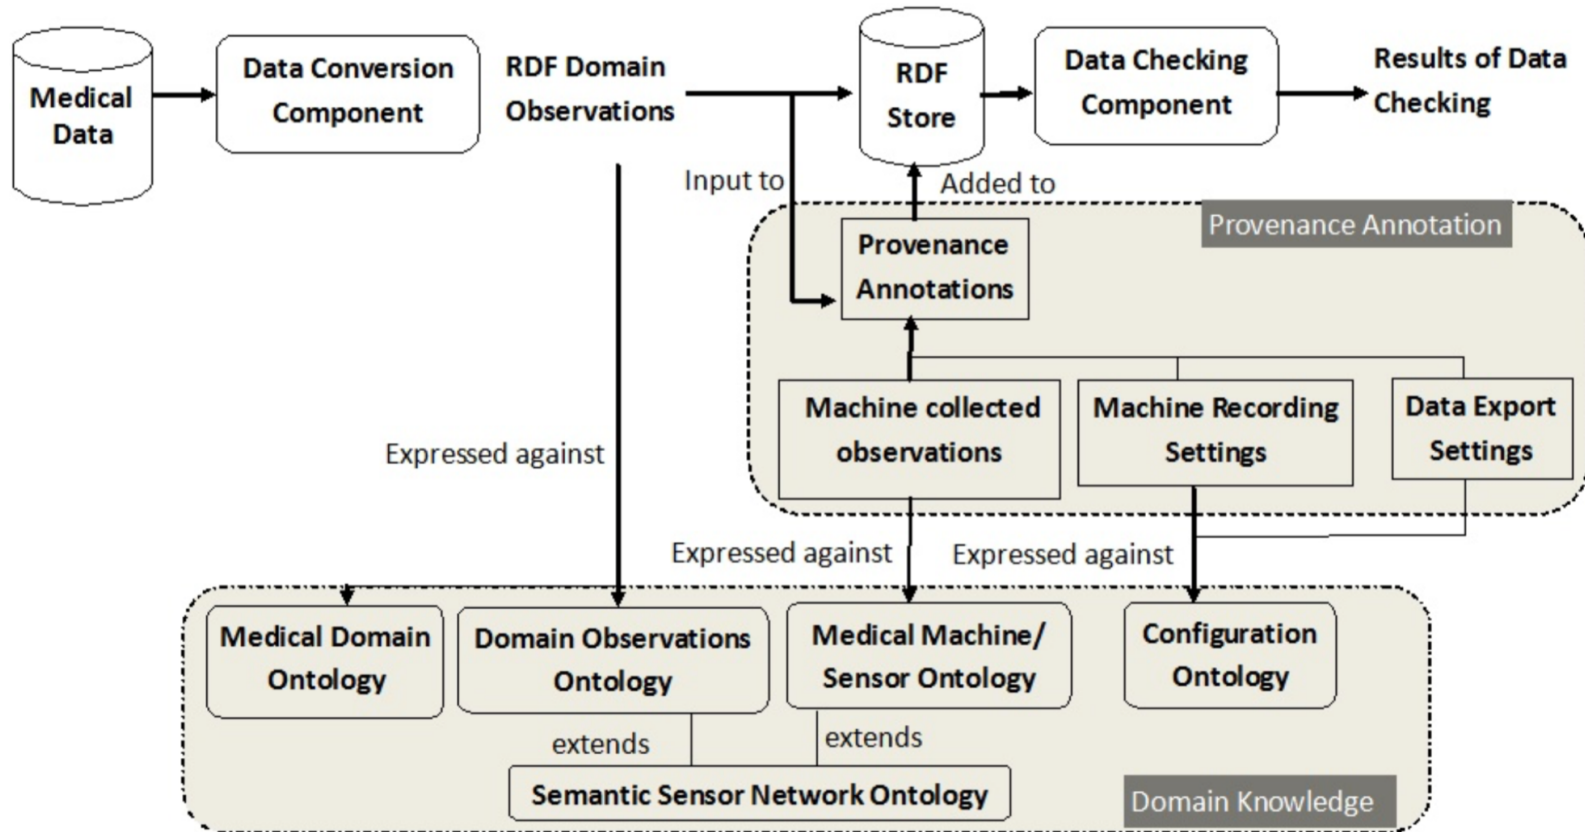 Medical
Data
Data Conversion
Component
RDF Domain
Observations
RDF
Store
Data Checking
Component
Results of Data
Checking
Input to
Added to
Provenance Annotation
Provenance
Annotations
Machine collected
observations
Machine Recording
Settings
Data Export
Settings
Expressed against
Expressed against
Expressed against
Medical Domain
Ontology
Domain Observations
Ontology
Medical Machine/
Sensor Ontology
Configuration
Ontology
extends
extends
Semantic Sensor Network Ontology
Domain Knowledge